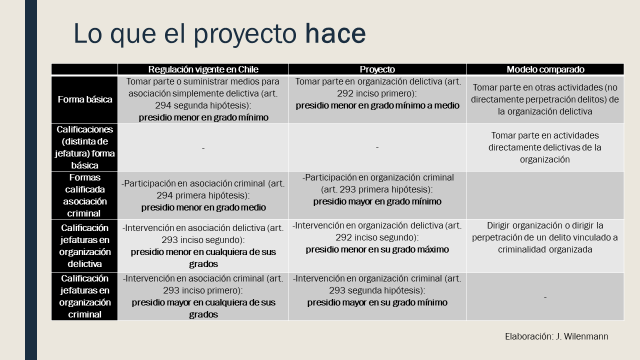 Lo que el proyecto hace
Regulación vigente en Chile
Proyecto
Modelo comparado
Forma básica
Tomar parte o suministrar medios para
asociación simplemente delictiva (art.
294 segunda hipótesis):
presidio menor en grado mínimo
Tomar parte en organización delictiva (art.
292 inciso primero):
presidio menor en grado mínimo a medio
Tomar parte en otras actividades (no
directamente perpetración delitos) de
la organización delictiva
Calificaciones
(distinta de
jefatura) forma
básica
-
-
Tomar parte en actividades
directamente delictivas de la
organización
Formas
calificada
asociación
criminal
-Participación en asociación criminal (art.
294 primera hipótesis):
presidio menor en grado medio
-Participación en organización criminal
(art. 293 primera hipótesis):
presidio mayor en grado mínimo
Calificación
jefaturas en
organización
delictiva
-Intervención en asociación delictiva (art.
293 inciso segundo):
presidio menor en cualquiera de sus
grados
-Intervención en organización delictiva (art.
292 inciso segundo):
presidio menor en su grado máximo
Dirigir organización o dirigir la
perpetración de un delito vinculado a
criminalidad organizada
Calificación
jefaturas en
organización
criminal
-Intervención en asociación criminal (art.
293 inciso primero):
presidio mayor en cualquiera de sus
grados
-Intervención en organización criminal (art.
293 segunda hipótesis):
presidio mayor en su grado mínimo
-
Elaboración: J. Wilenmann